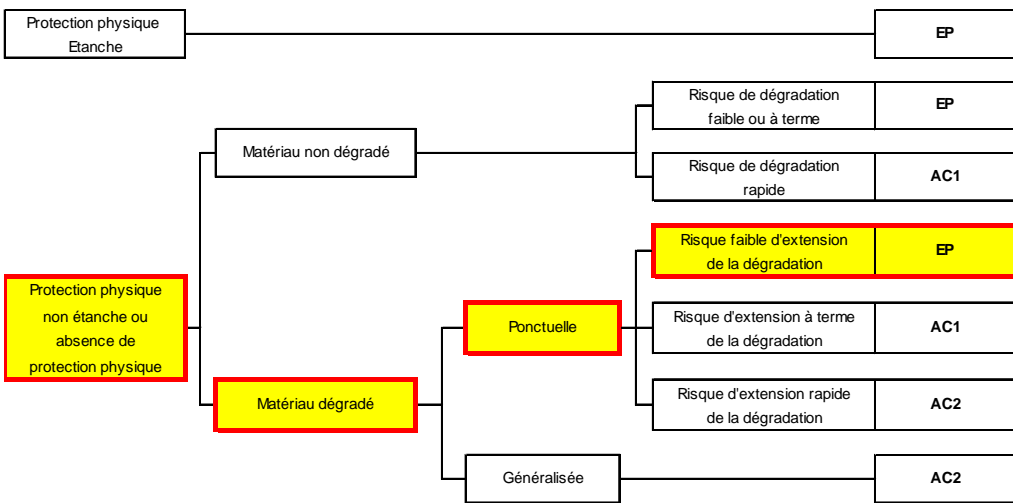 Protection physique
Etanche
EP
Risque de dégradation
faible ou à terme
EP
Matériau non dégradé
Risque de dégradation
rapide
AC1
Risque faible d'extension
de la dégradation
EP
Protection physique
non étanche ou
absence de
protection physique
Ponctuelle
Risque d'extension à terme
de la dégradation
AC1
Matériau dégradé
Risque d'extension rapide
de la dégradation
AC2
Généralisée
AC2